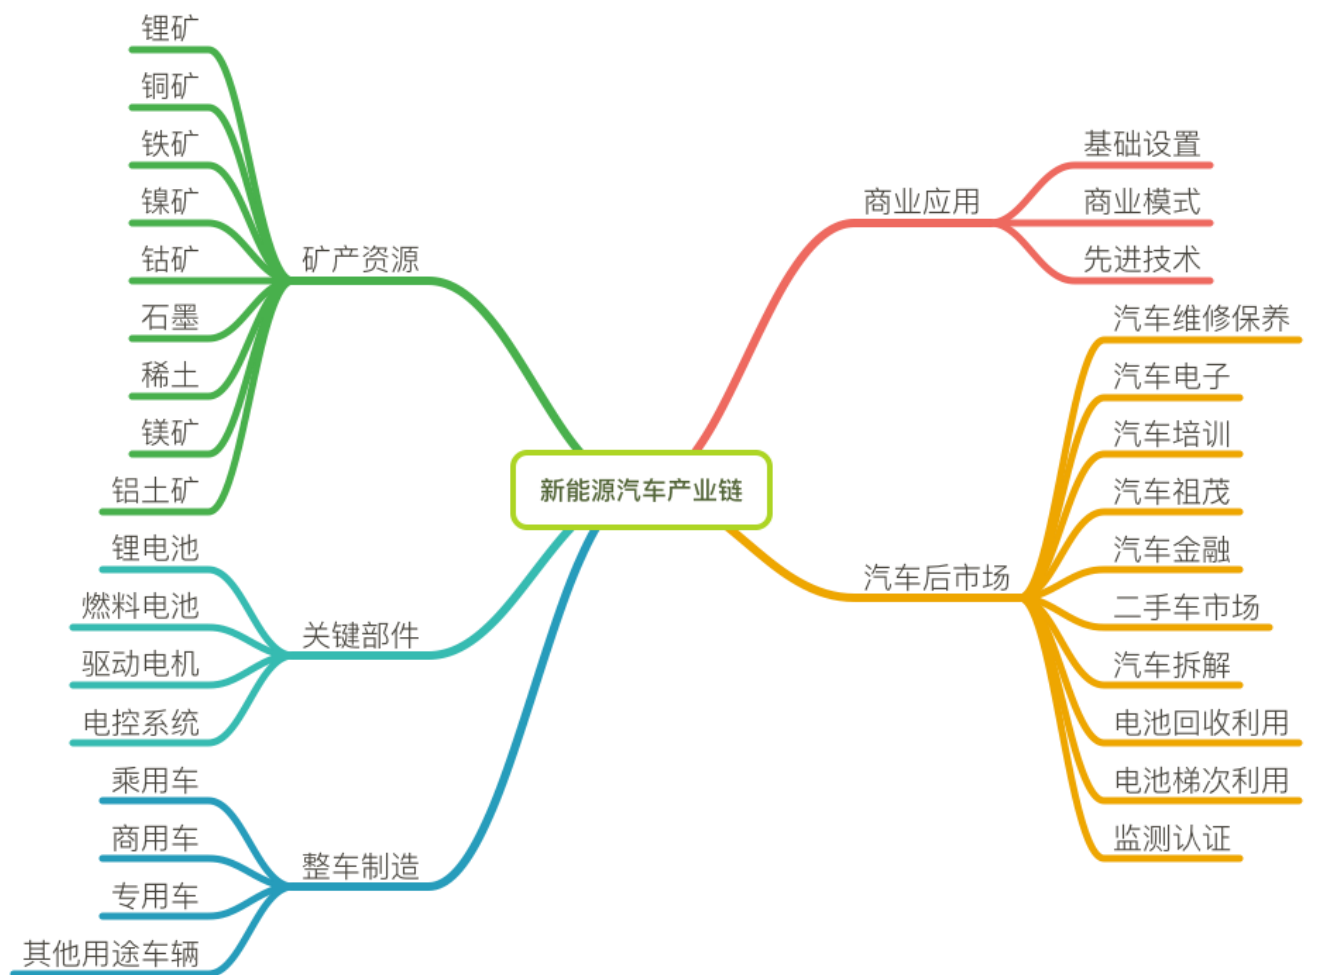 新能源汽车产业链
矿产资源
锂矿
铜矿
铁矿
镍矿
钴矿
石墨
稀土
镁矿
铝土矿
关键部件
锂电池
燃料电池
驱动电机
电控系统
整车制造
乘用车
商用车
专用车
其他用途车辆
商业应用
基础设置
商业模式
先进技术
汽车后市场
汽车维修保养
汽车电子
汽车培训
汽车祖茂
汽车金融
二手车市场
汽车拆解
电池回收利用
电池梯次利用
监测认证